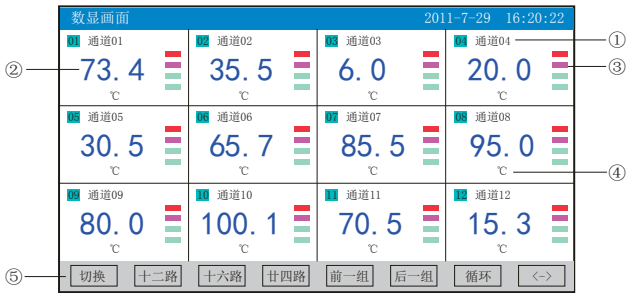 数显画面 2011-7-29 16:20:22
01 通道01 02 通道02 03 通道03 04 通道04 ①
② 73.4 35.5 6.0 20.0 ③
℃ ℃ ℃ ℃
05 通道05 06 通道06 07 通道07 08 通道08
30.5 65.7 85.5 95.0
℃ ℃ ℃ ℃ ④
09 通道09 10 通道10 11 通道11 12 通道12
80.0 100.1 70.5 15.3
℃ ℃ ℃ ℃
⑤ 切换 十二路 十六路 廿四路 前一组 后一组 循环 <->